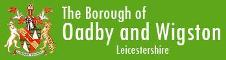 The Borough of
Oadby and Wigston
Leicestershire